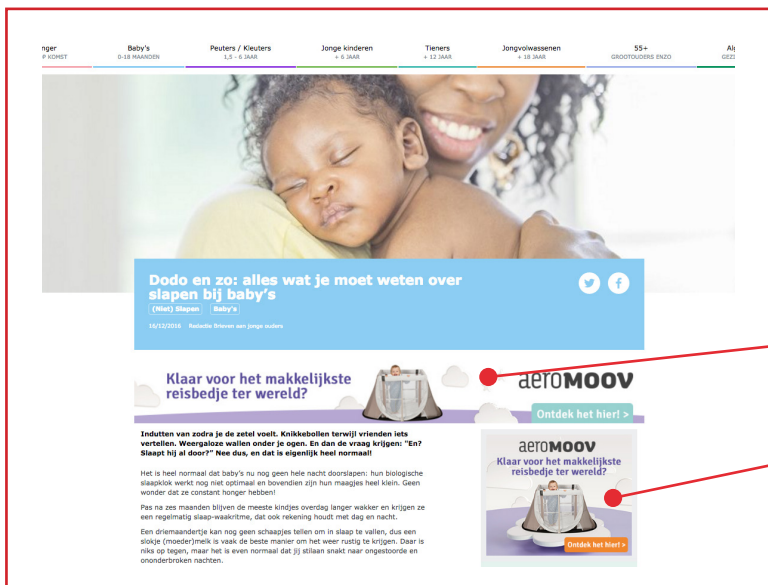 Baby's
Peuters / Kleuters
Jonge kinderen
Tieners
Jongvolwassenen
55+
0-18 MAANDEN
1,5 - 6 JAAR
+ 6 JAAR
+ 12 JAAR
+ 18 JAAR
GROOTOUDERS ENZO
Dodo en zo: alles wat je moet weten over
slapen bij baby's
(Niet) Slapen
Baby's
16/12/2016 Redactie Brieven aan jonge ouders
Klaar voor het makkelijkste
reisbedje ter wereld?
aeromoov
Ontdek het hier! >
Indutten van zodra je de zetel voelt. Knikkebollen terwijl vrienden iets
vertellen. Weergaloze wallen onder je ogen. En dan de vraag krijgen: "En?
Slaapt hij al door?" Nee dus, en dat is eigenlijk heel normaal!
Het is heel normaal dat baby's nu nog geen hele nacht doorslapen: hun biologische
slaapklok werkt nog niet optimaal en bovendien zijn hun maagjes heel klein. Geen
wonder dat ze constant honger hebben!
Pas na zes maanden blijven de meeste kindjes overdag langer wakker en krijgen ze
een regelmatig slaap-waakritme, dat ook rekening houdt met dag en nacht.
Een driemaandertje kan nog geen schaapjes tellen om in slaap te vallen, dus een
slokje (moeder)melk is vaak de beste manier om het weer rustig te krijgen. Daar is
niks op tegen, maar het is even normaal dat jij stilaan snakt naar ongestoorde en
ononderbroken nachten.
aeromoov
Klaar voor het makkelijkste
reisbedje ter wereld?
Ontdek het hier! >